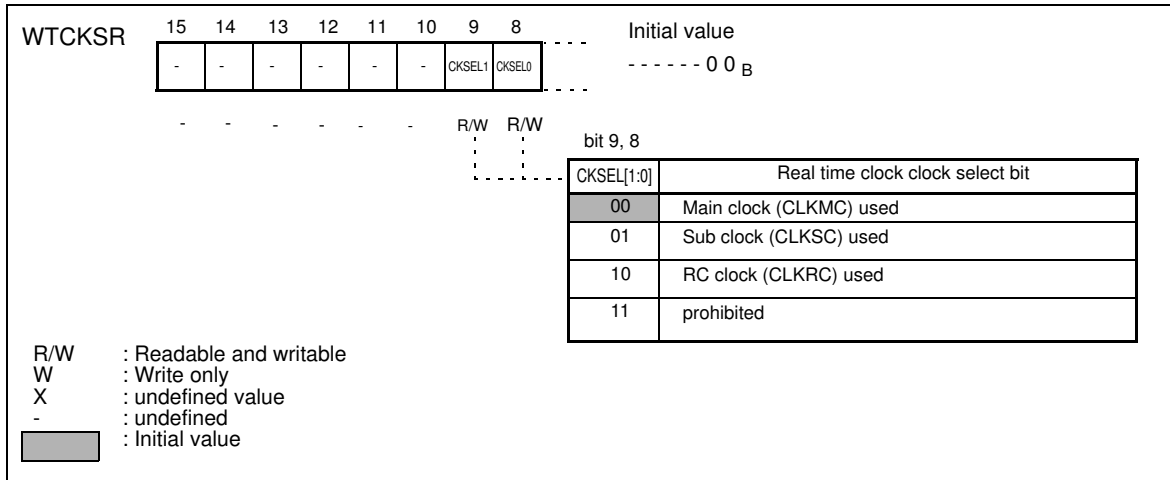 WTCKSR 15 14 13 12 11 10 9 8 Initial value
- - - - - - CKSEL1 CKSEL0 - - - - - - 0 0 B
- - - - - - R/W R/W
bit 9, 8
CKSEL[1:0] Real time clock clock select bit
00 Main clock (CLKMC) used
01 Sub clock (CLKSC) used
10 RC clock (CLKRC) used
11 prohibited
R/W : Readable and writable
W : Write only
X : undefined value
- : undefined
: Initial value